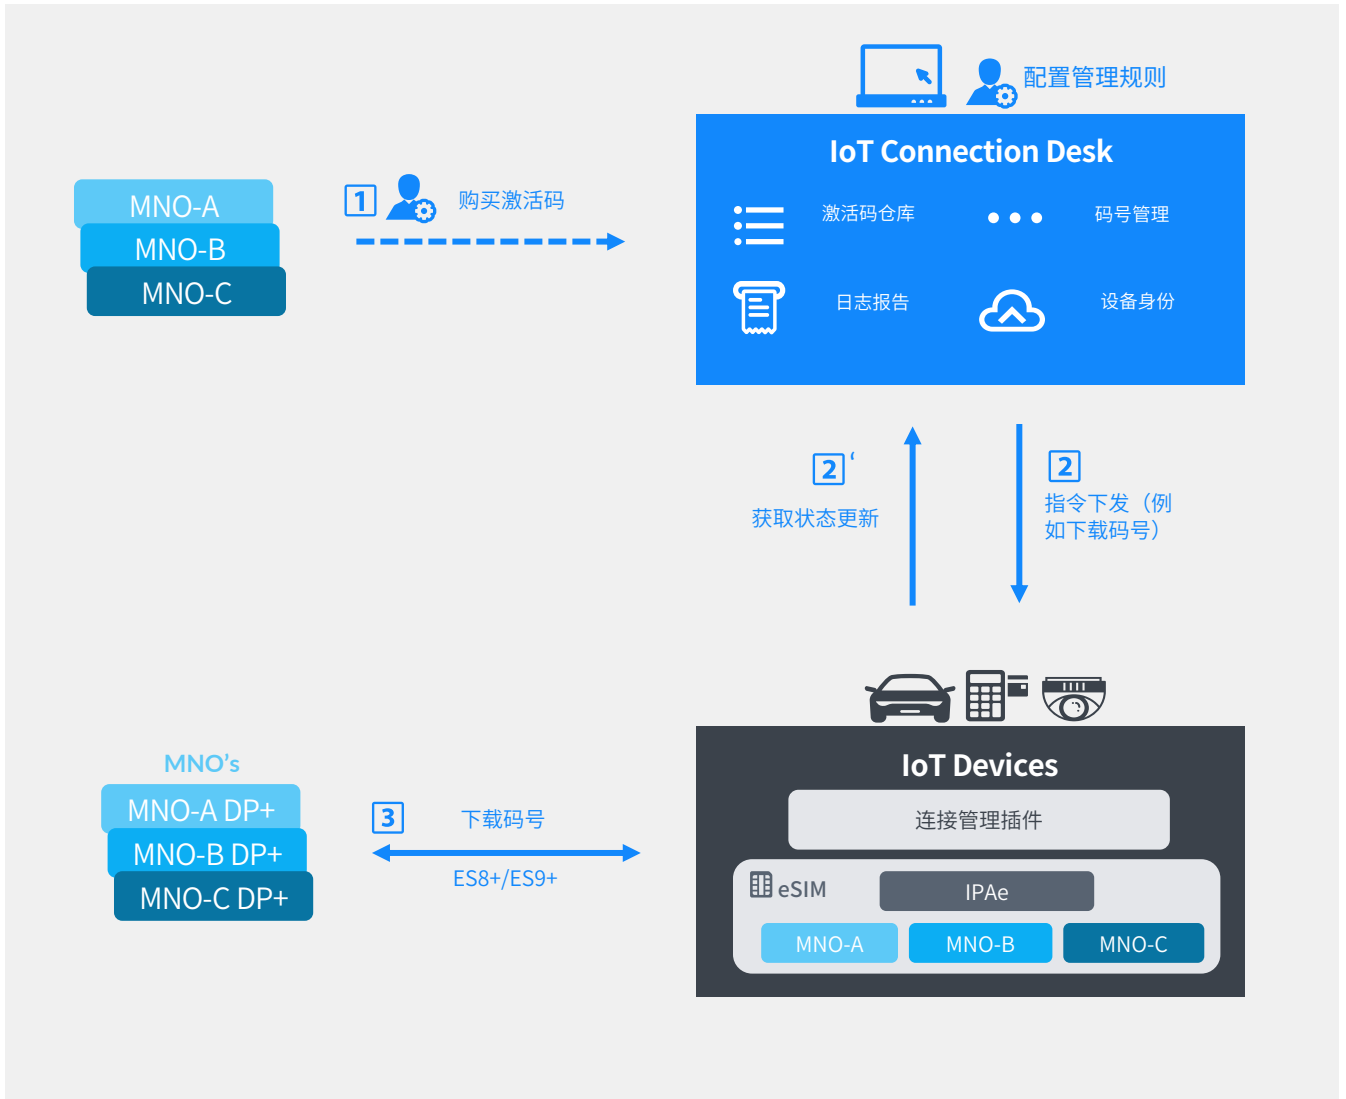 配置管理规则
IoT Connection Desk
激活码仓库
码号管理
日志报告
设备身份
MNO-A
MNO-B
MNO-C
1
购买激活码
2‘
获取状态更新
2
指令下发（例
如下载码号）
MNO’s
MNO-A DP+
MNO-B DP+
MNO-C DP+
3
下载码号
ES8+/ES9+
IoT Devices
连接管理插件
eSIM
IPAe
MNO-A
MNO-B
MNO-C